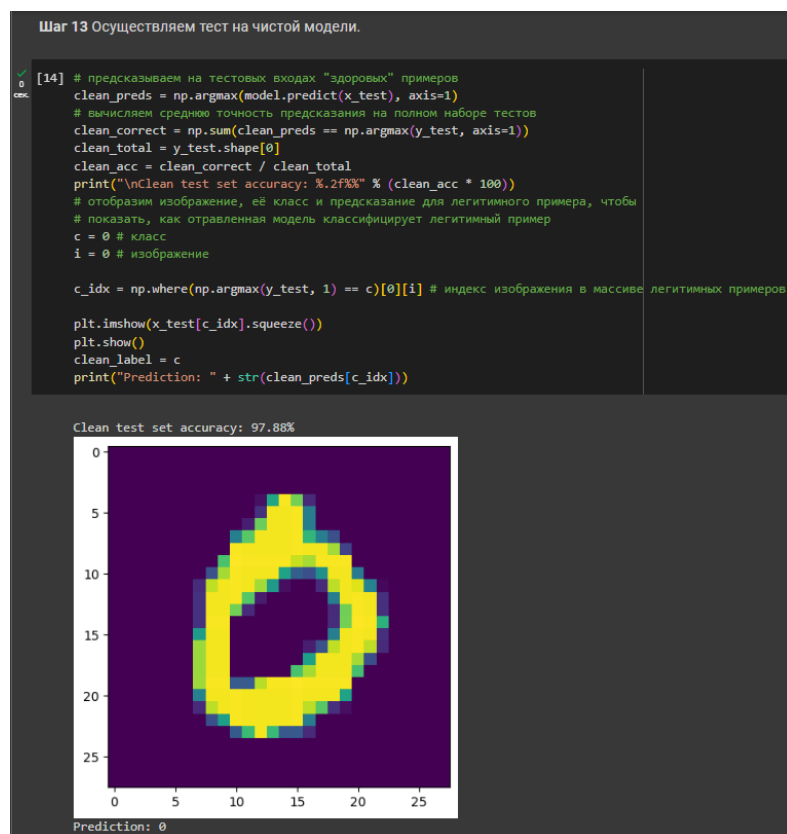 Шаг 13 Осуществляем тест на чистой модели.
0
сек.
[14] # предсказываем на тестовых входах "здоровых" примеров
clean_preds = np.argmax(model.predict(x_test), axis=1)
# вычисляем среднюю точность предсказания на полном наборе тестов
clean_correct = np.sum(clean_preds == np.argmax(y_test, axis=1))
clean_total = y_test.shape[0]
clean_acc = clean_correct / clean_total
print("\nClean test set accuracy: %.2f%%" % (clean_acc * 100))
# отобразим изображение, её класс и предсказание для легитимного примера, чтобы
# показать, как отравленная модель классифицирует легитимный пример
c = 0 # класс
i = 0 # изображение
c_idx = np.where(np.argmax(y_test, 1) == c)[0][i] # индекс изображения в массиве легитимных примеров
plt.imshow(x_test[c_idx].squeeze())
plt.show()
clean_label = c
print("Prediction: " + str(clean_preds[c_idx]))
Clean test set accuracy: 97.88%
0
5
10
15
20
25
0 5 10 15 20 25
Prediction: 0